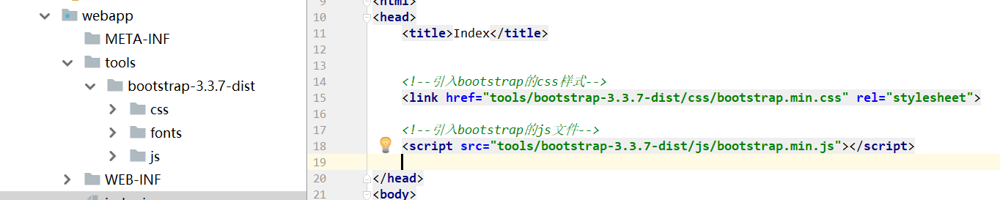 webapp
META-INF
tools
bootstrap-3.3.7-dist
css
fonts
js
WEB-INF
9 <html>
10 <head>
11 <title>Index</title>
12
13
14 <!--引入bootstrap的css样式-->
15 <link href="tools/bootstrap-3.3.7-dist/css/bootstrap.min.css" rel="stylesheet">
16
17 <!--引入bootstrap的js文件-->
18 <script src="tools/bootstrap-3.3.7-dist/js/bootstrap.min.js"></script>
19
20 </head>
21 <body>